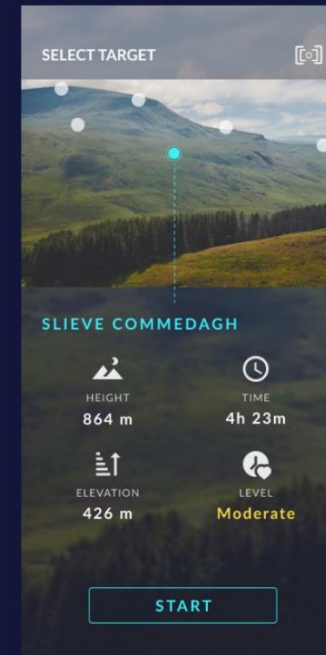 SELECT TARGET
SLIEVE COMMEDAGH
HEIGHT
864 m
TIME
4h 23m
ELEVATION
426 m
LEVEL
Moderate
START